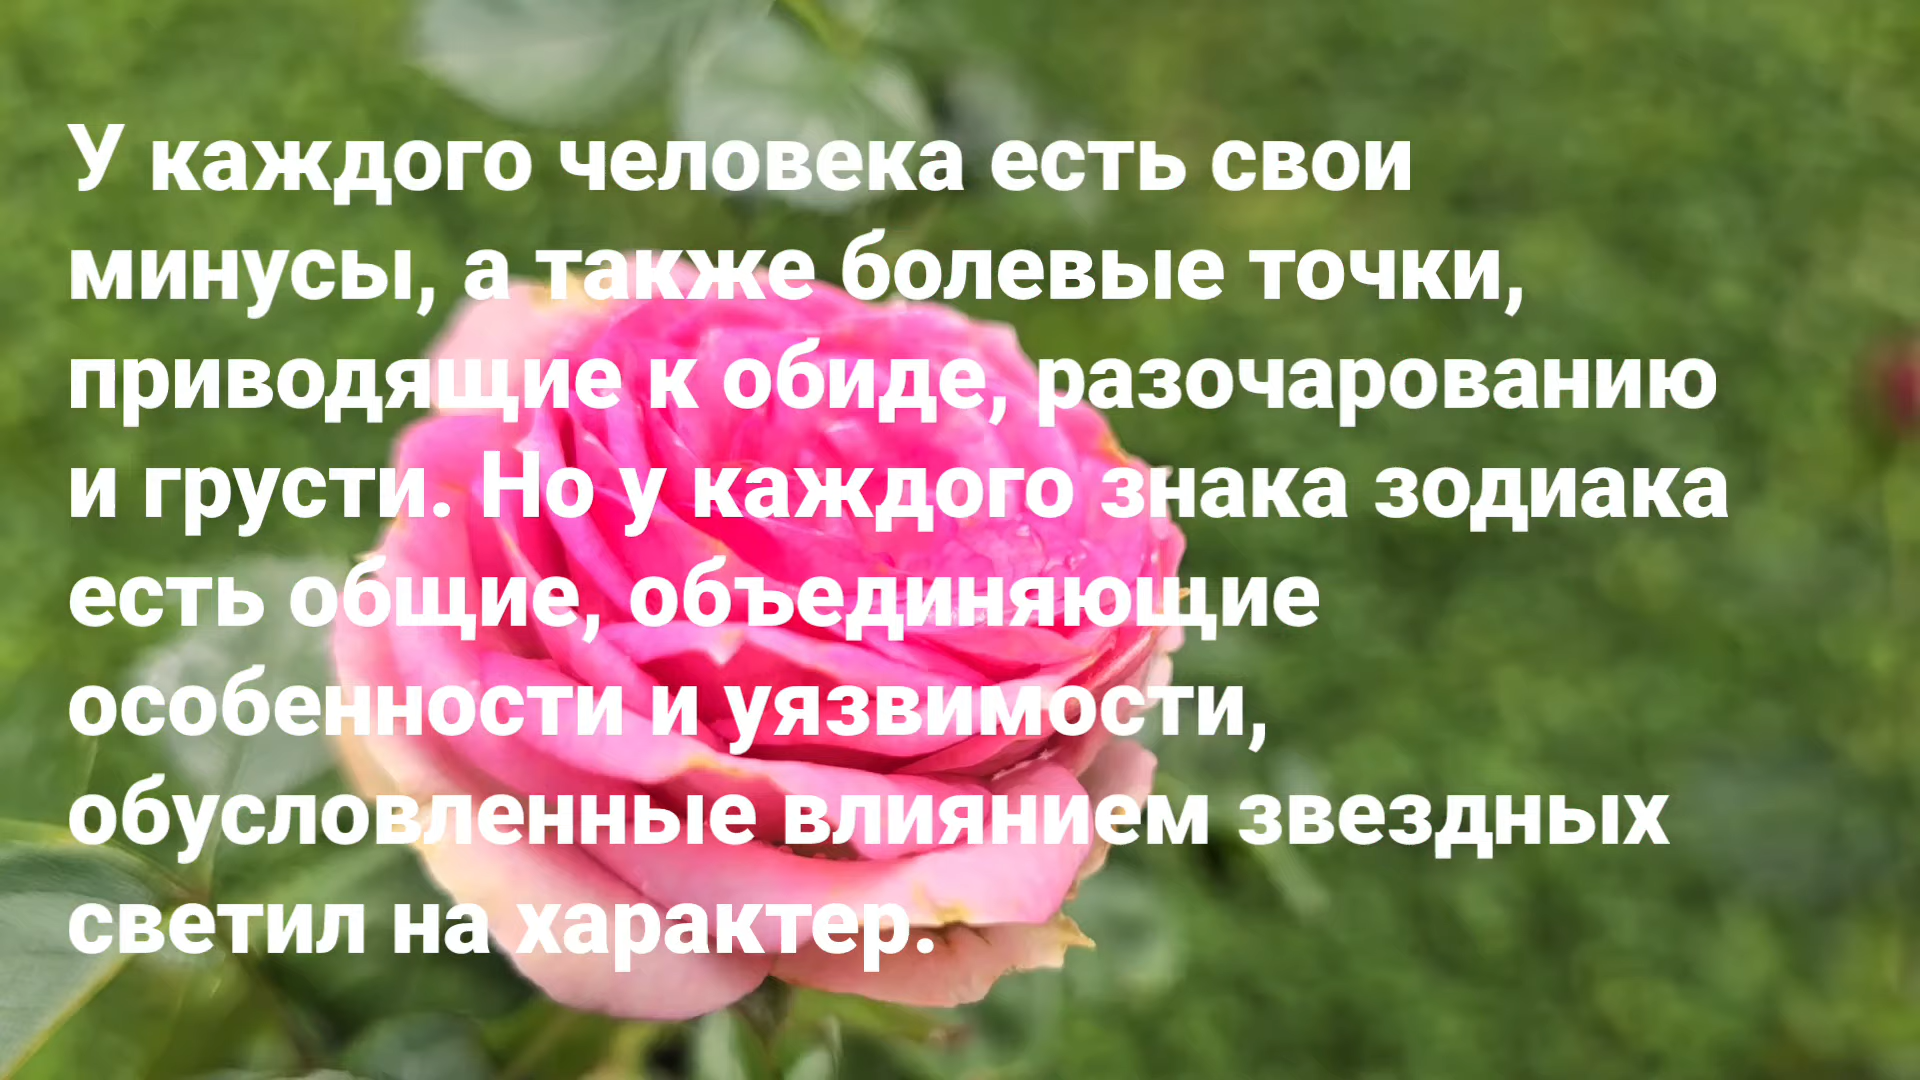 У каждого человека есть свои
минусы, а также болевые точки,
приводящие к обиде, разочарованию
и грусти. Но у каждого знака зодиака
есть общие, объединяющие
особенности и уязвимости,
обусловленные влиянием звездных
светил на характер.